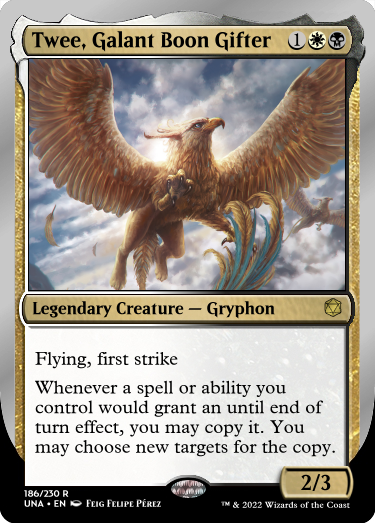 Twee, Galant Boon Gifter 1
Legendary Creature — Gryphon
Flying, first strike
Whenever a spell or ability you
control would grant an until end of
turn effect, you may copy it. You
may choose new targets for the copy.
2/3
186/230 R
UNA • EN Feig Felipe Pérez
™ & 2022 Wizards of the Coast